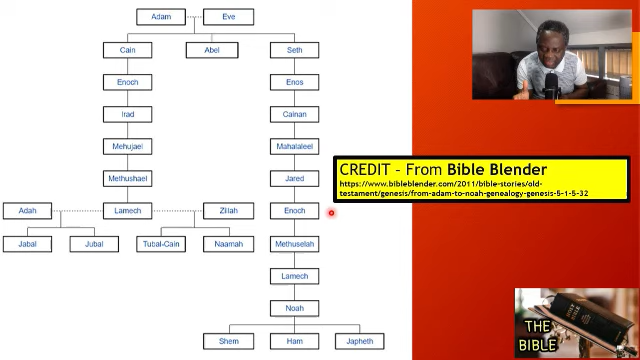 Adam Eve
Cain Abel Seth
Enoch Enos
Irad Cainan
Mehujael Mahalaleel
Methushael Jared
Adah Lamech Zillah Enoch
Jabal Jubal Tubal-Cain Naamah Methuselah
Lamech
Noah
Shem Ham Japheth
CREDIT - From Bible Blender
https://www.bibleblender.com/2011/bible-stories/old-
testament/genesis/from-adam-to-noah-genealogy-genesis-5-1-5-32
THE
BIBLE
HOLY
BIBLE